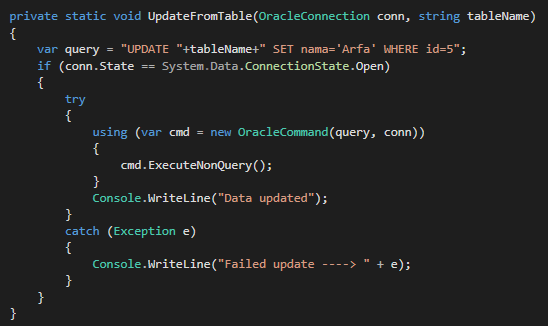 private static void UpdateFromTable(OracleConnection conn, string tableName)
{
    var query = "UPDATE "+tableName+" SET nama='Arfa' WHERE id=5";
    if (conn.State == System.Data.ConnectionState.Open)
    {
        try
        {
            using (var cmd = new OracleCommand(query, conn))
            {
                cmd.ExecuteNonQuery();
            }
            Console.WriteLine("Data updated");
        }
        catch (Exception e)
        {
            Console.WriteLine("Failed update ----> " + e);
        }
    }
}